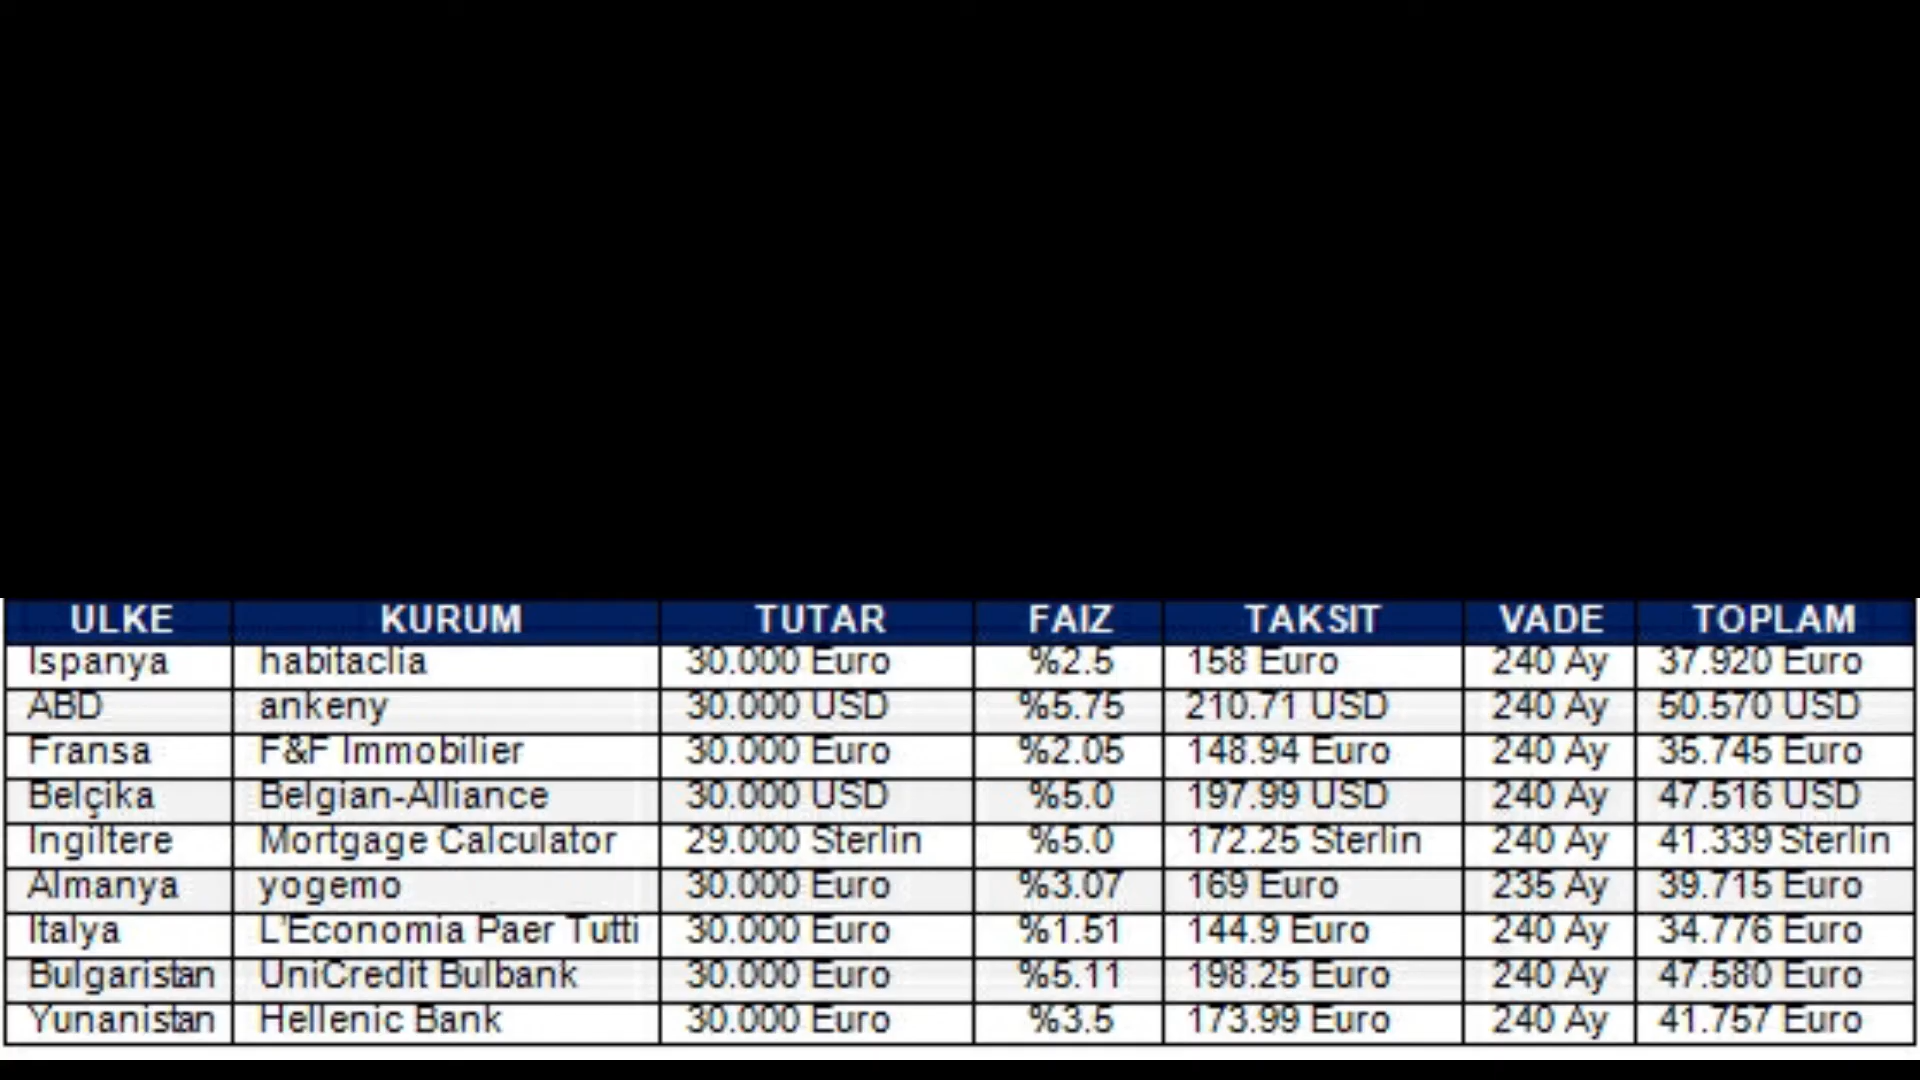 ULKE KURUM TUTAR FAIZ TAKSIT VADE TOPLAM
Ispanya habitaclia 30.000 Euro %2.5 158 Euro 240 Ay 37.920 Euro
ABD ankeny 30.000 USD %5.75 210.71 USD 240 Ay 50.570 USD
Fransa F&F Immobilier 30.000 Euro %2.05 148.94 Euro 240 Ay 35.745 Euro
Belçika Belgian-Alliance 30.000 USD %5.0 197.99 USD 240 Ay 47.516 USD
Ingiltere Mortgage Calculator 29.000 Sterlin %5.0 172.25 Sterlin 240 Ay 41.339 Sterlin
Almanya yogemo 30.000 Euro %3.07 169 Euro 235 Ay 39.715 Euro
Italya L'Economia Paer Tutti 30.000 Euro %1.51 144.9 Euro 240 Ay 34.776 Euro
Bulgaristan UniCredit Bulbank 30.000 Euro %5.11 198.25 Euro 240 Ay 47.580 Euro
Yunanistan Hellenic Bank 30.000 Euro %3.5 173.99 Euro 240 Ay 41.757 Euro